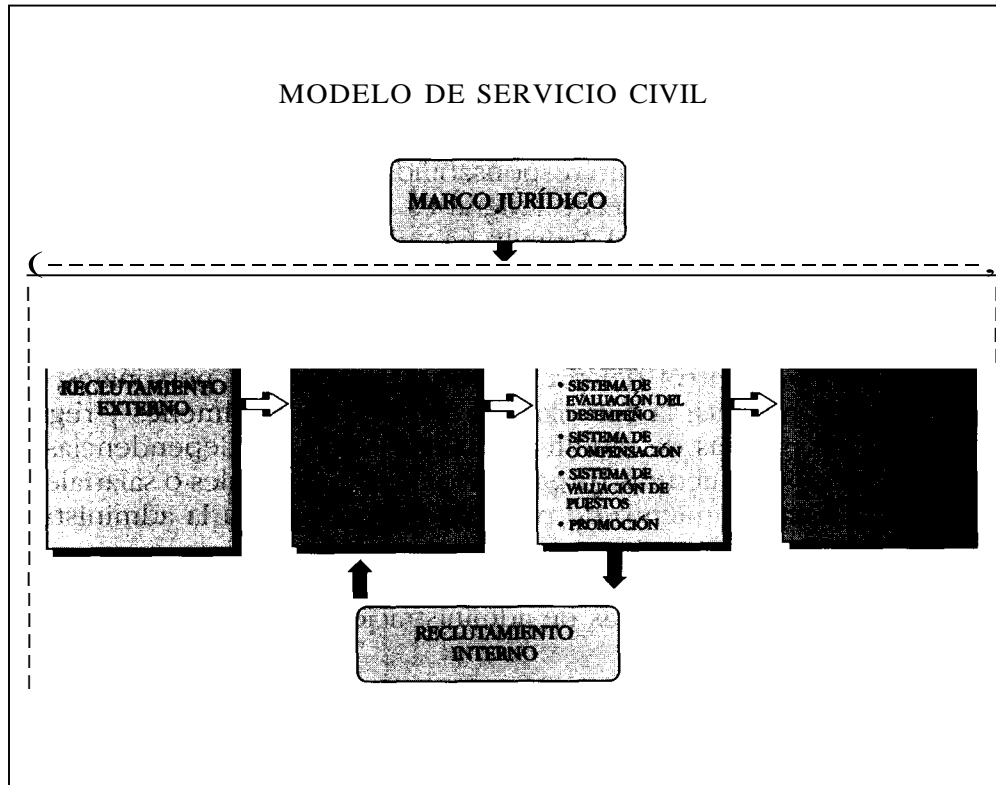 MODELO DE SERVICIO CIVIL
MARCO JURÍDICO
RECLUTAMIENTO
EXTERNO
• SISTEMA DE
EVALUACIÓN DEL
DESEMPEÑO
• SISTEMA DE
COMPENSACIÓN
• SISTEMA DE
VALUACIÓN DE
PUESTOS
• PROMOCIÓN
RECLUTAMIENTO
INTERNO